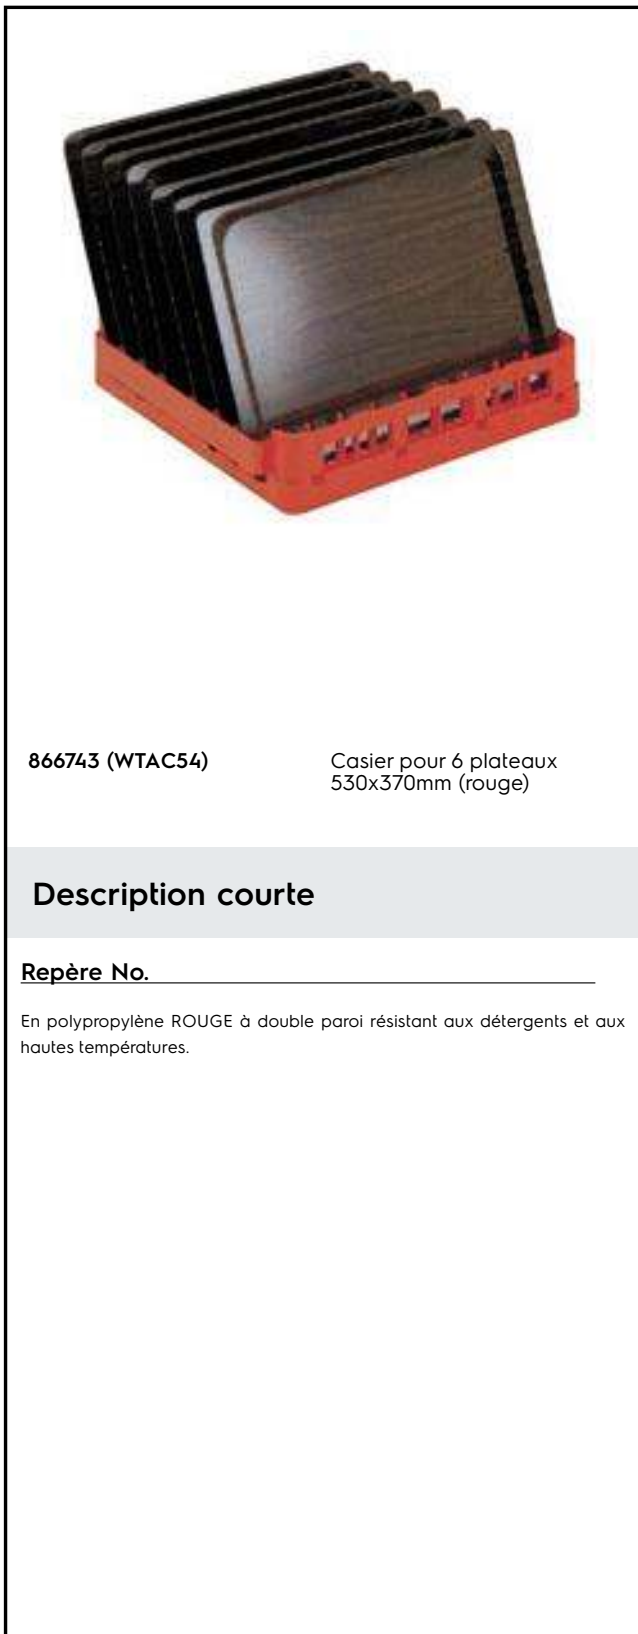 866743 (WTAC54)
Casier pour 6 plateaux
530x370mm (rouge)
Description courte
Repère No.
En polypropylène ROUGE à double paroi résistant aux détergents et aux
hautes températures.